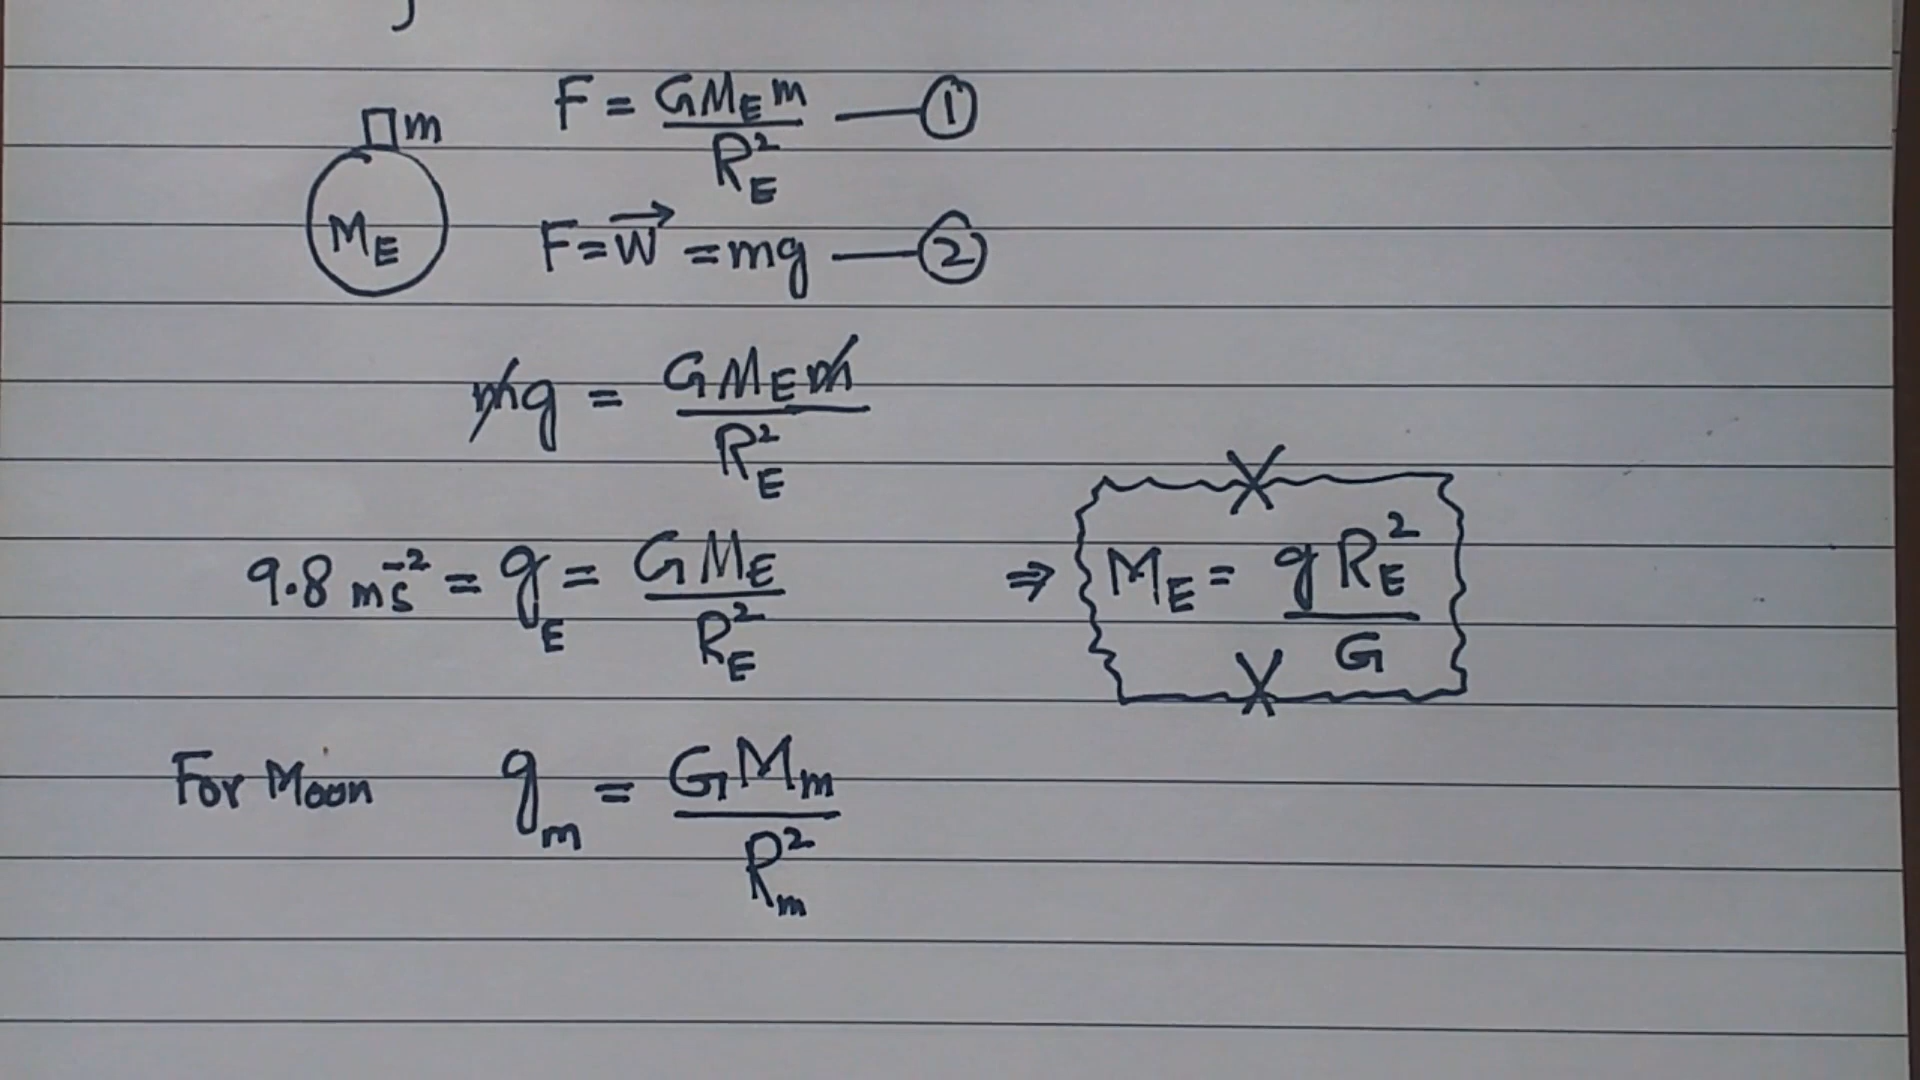 m F = GM_E m / R_E^2 — ①
M_E F = W⃗ = mg — ②
mg = GM_E m / R_E^2
9.8 ms^-2 = g_E = GM_E / R_E^2 ⇒ M_E = gR_E^2 / G
For Moon g_m = GM_m / R_m^2